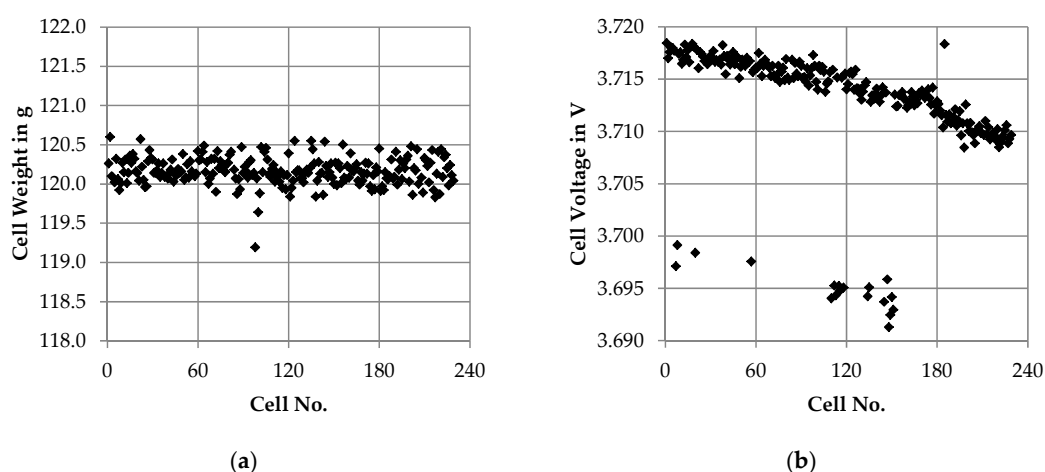 122.0
121.5
121.0
120.5
120.0
119.5
119.0
118.5
118.0
0 60 120 180 240
Cell Weight in g
Cell No.
(a)
3.720
3.715
3.710
3.705
3.700
3.695
3.690
0 60 120 180 240
Cell Voltage in V
Cell No.
(b)